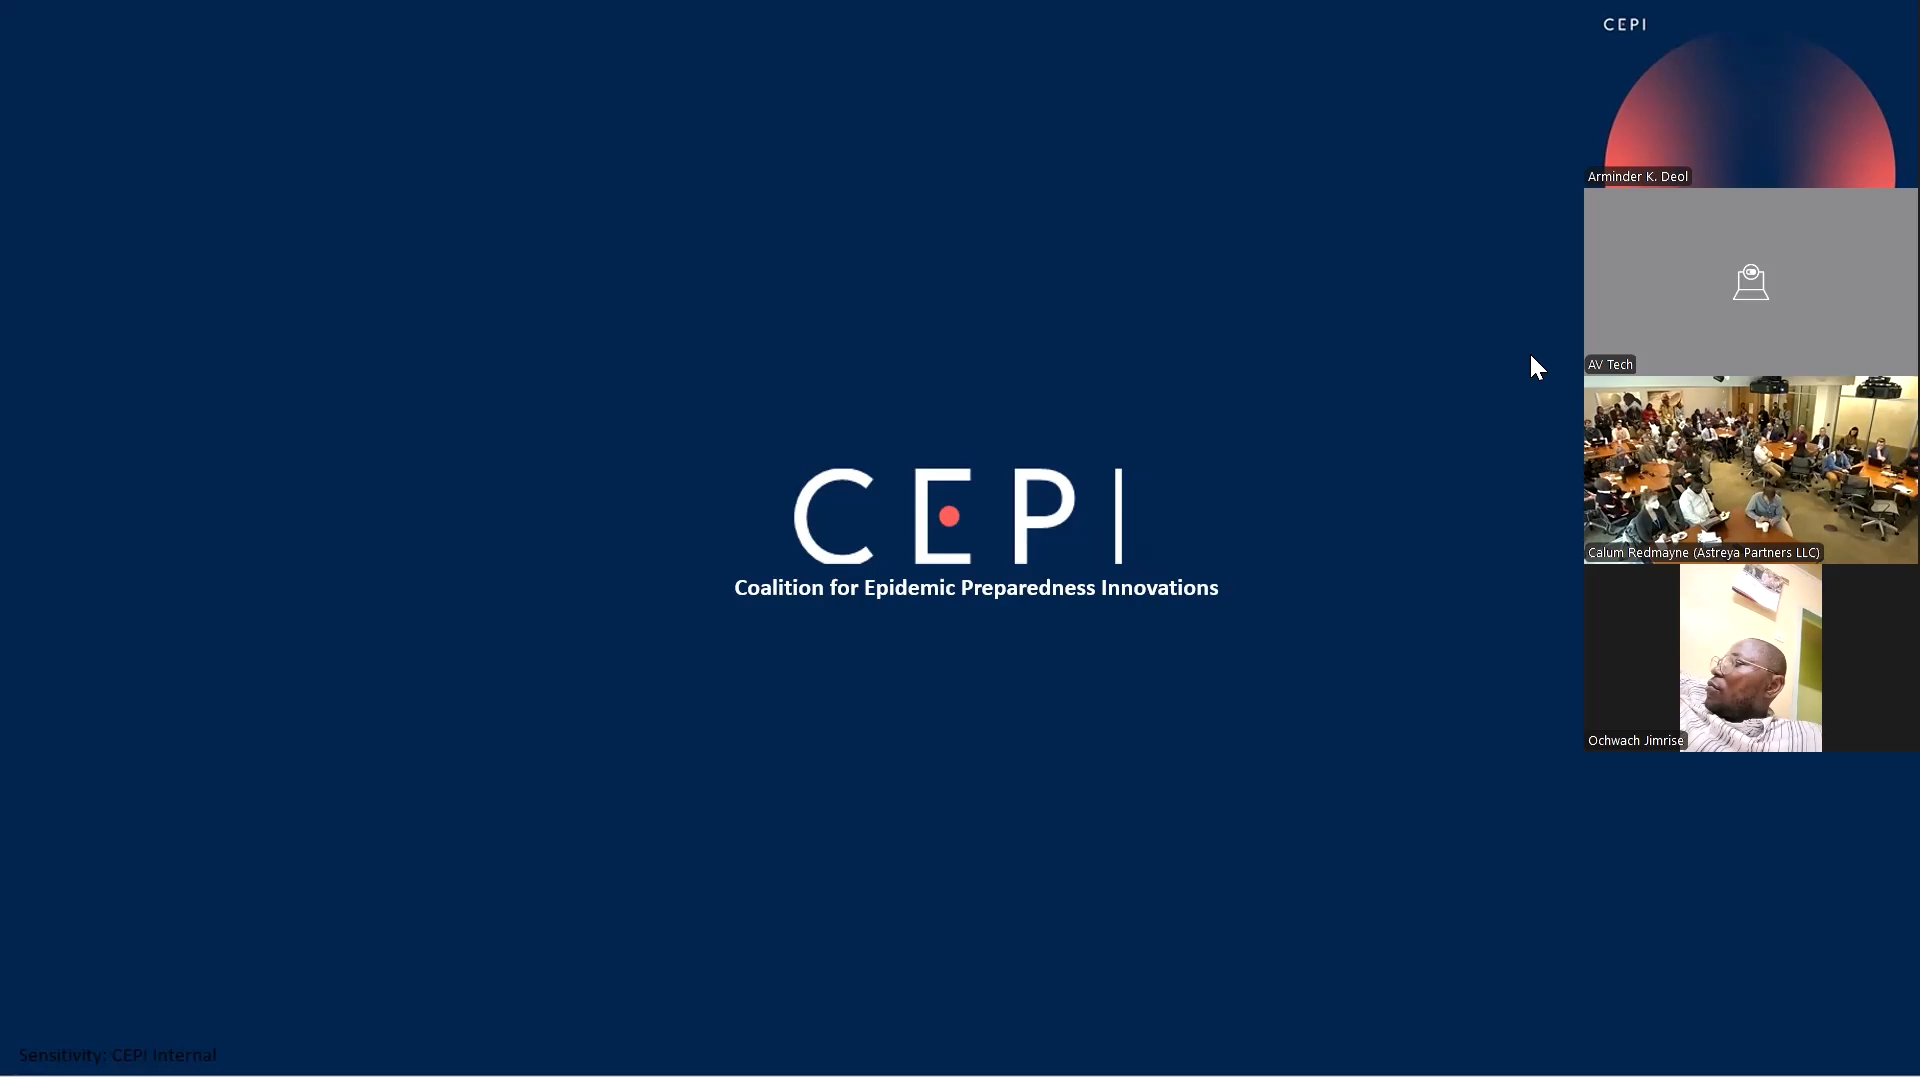 CEPI
Arminder K. Deol
AV Tech
Calum Redmayne (Astreya Partners LLC)
Ochwach Jimrise
CEPI
Coalition for Epidemic Preparedness Innovations
Sensitivity: CEPI Internal